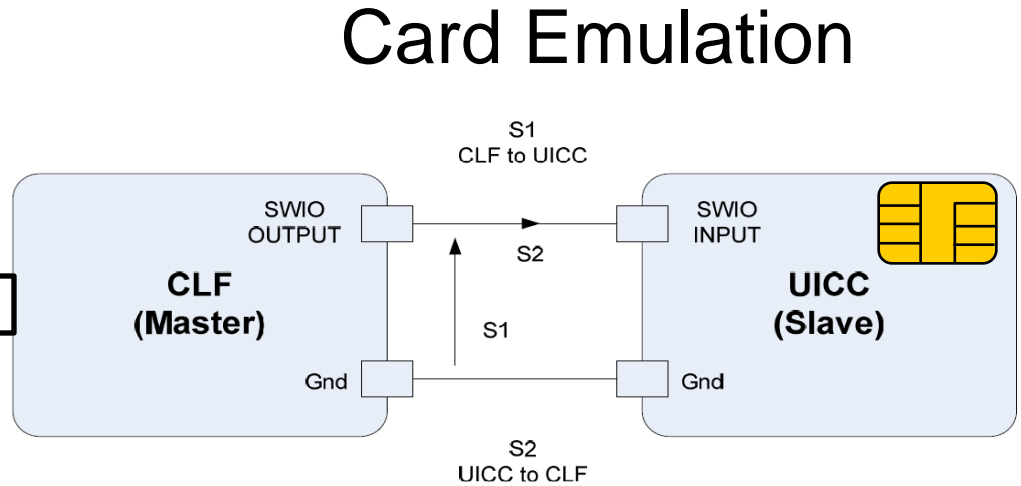 Card Emulation
S1
CLF to UICC
SWIO
OUTPUT
SWIO
INPUT
S2
CLF
(Master)
UICC
(Slave)
S1
Gnd
Gnd
S2
UICC to CLF